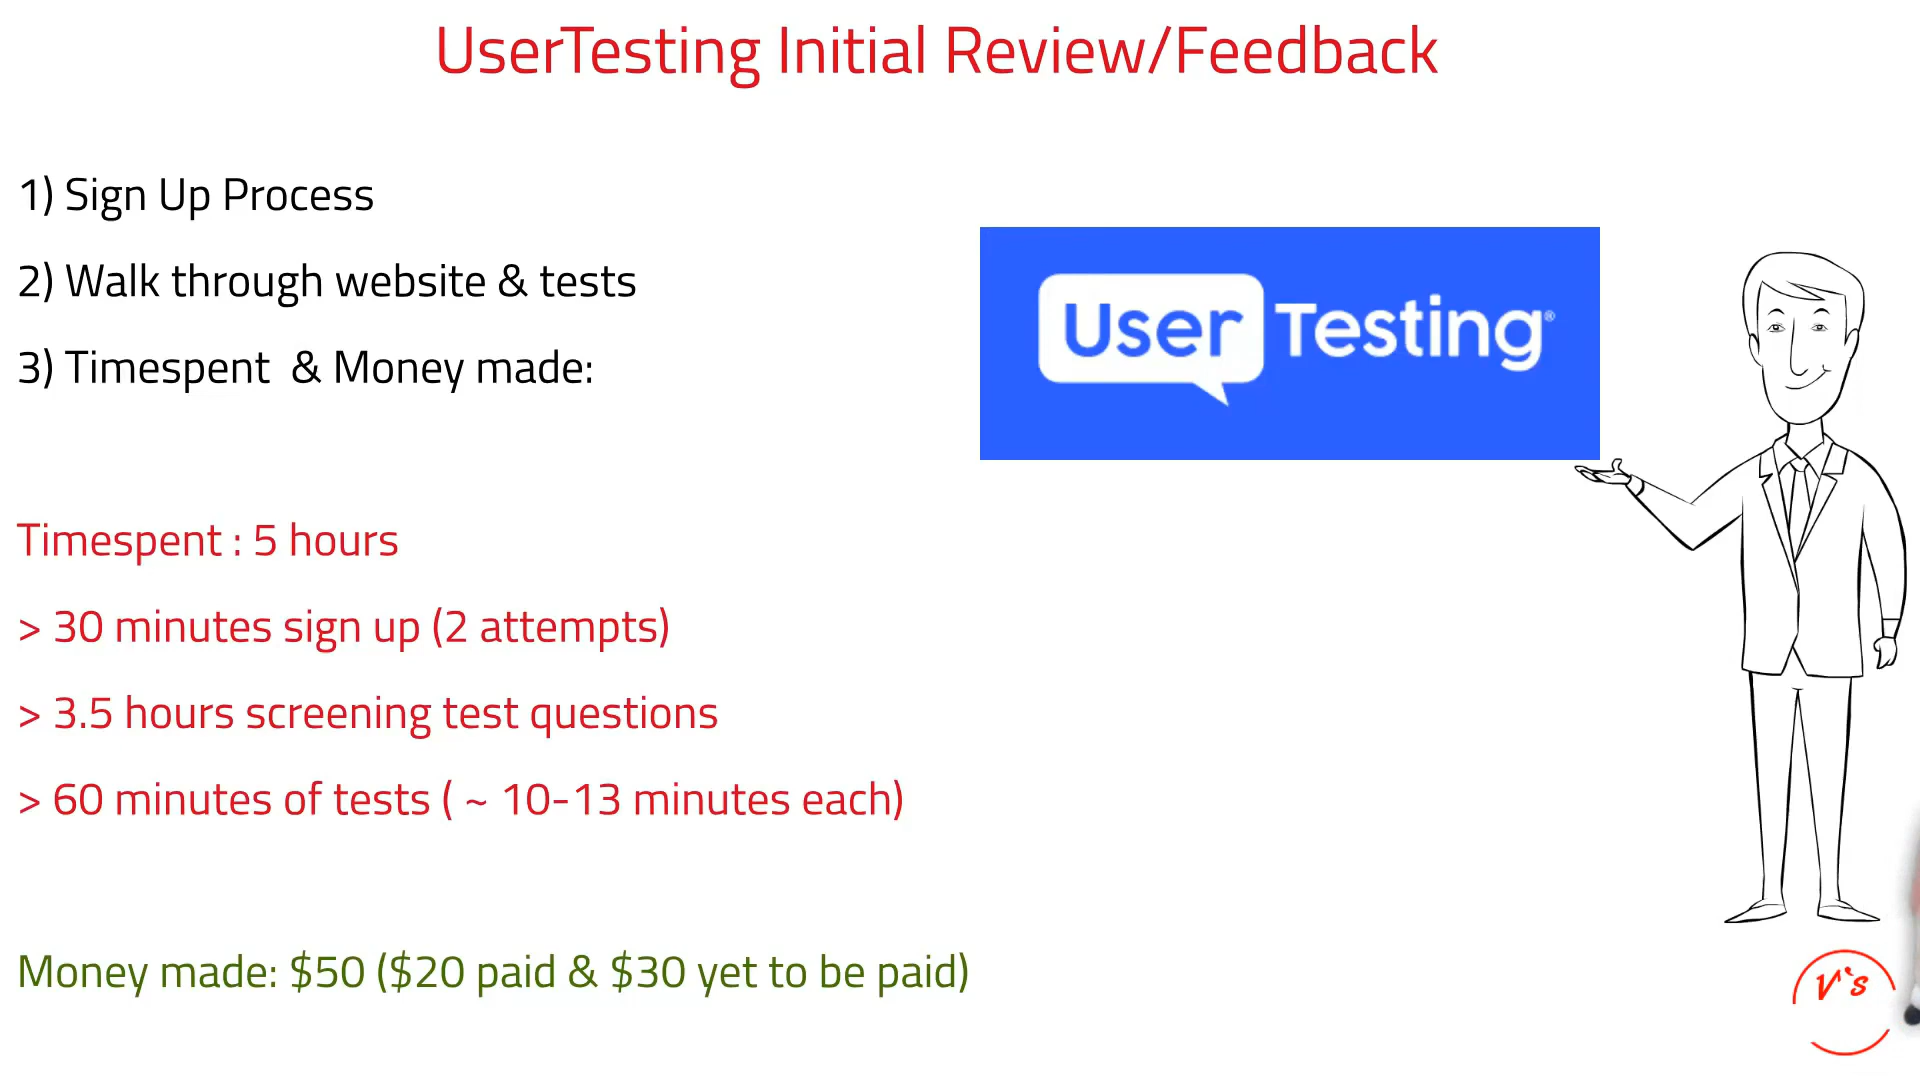 UserTesting Initial Review/Feedback
1) Sign Up Process
2) Walk through website & tests
3) Timespent & Money made:
User Testing®
Timespent : 5 hours
> 30 minutes sign up (2 attempts)
> 3.5 hours screening test questions
> 60 minutes of tests ( ~ 10-13 minutes each)
Money made: $50 ($20 paid & $30 yet to be paid)
V's